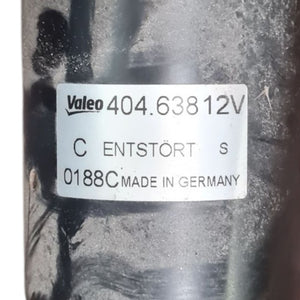 Valeo 404.638 12V
C ENTSTÖRT S
0188C MADE IN GERMANY